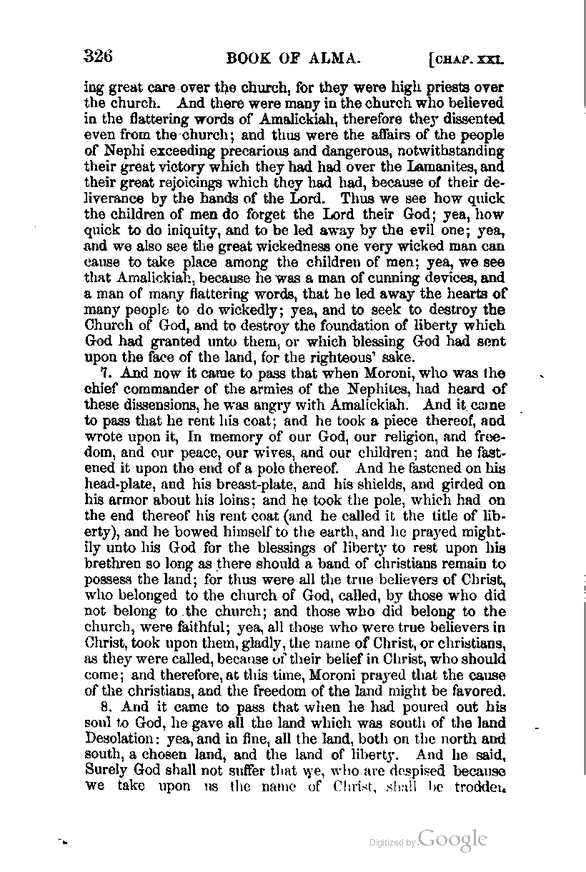 326 BOOK OF ALMA. [CHAP. XXI.
ing great care over the church, for they were high priests over
the church. And there were many in the church who believed
in the flattering words of Amalickiah, therefore they dissented
even from the church; and thus were the affairs of the people
of Nephi exceeding precarious and dangerous, notwithstanding
their great victory which they had had over the Lamanites, and
their great rejoicings which they had had, because of their de-
liverance by the hands of the Lord. Thus we see how quick
the children of men do forget the Lord their God; yea, how
quick to do iniquity, and to be led away by the evil one; yea,
and we also see the great wickedness one very wicked man can
cause to take place among the children of men; yea, we see
that Amalickiah, because he was a man of cunning devices, and
a man of many flattering words, that he led away the hearts of
many people to do wickedly; yea, and to seek to destroy the
Church of God, and to destroy the foundation of liberty which
God had granted unto them, or which blessing God had sent
upon the face of the land, for the righteous' sake.
7. And now it came to pass that when Moroni, who was the
chief commander of the armies of the Nephites, had heard of
these dissensions, he was angry with Amalickiah. And it came
to pass that he rent his coat; and he took a piece thereof, and
wrote upon it, In memory of our God, our religion, and free-
dom, and our peace, our wives, and our children; and he fast-
ened it upon the end of a pole thereof. And he fastened on his
head-plate, and his breast-plate, and his shields, and girded on
his armor about his loins; and he took the pole, which had on
the end thereof his rent coat (and he called it the title of lib-
erty), and he bowed himself to the earth, and he prayed might-
ily unto his God for the blessings of liberty to rest upon his
brethren so long as there should a band of christians remain to
possess the land; for thus were all the true believers of Christ,
who belonged to the church of God, called, by those who did
not belong to the church; and those who did belong to the
church, were faithful; yea, all those who were true believers in
Christ, took upon them, gladly, the name of Christ, or christians,
as they were called, because of their belief in Christ, who should
come; and therefore, at this time, Moroni prayed that the cause
of the christians, and the freedom of the land might be favored.
8. And it came to pass that when he had poured out his
soul to God, he gave all the land which was south of the land
Desolation: yea, and in fine, all the land, both on the north and
south, a chosen land, and the land of liberty. And he said,
Surely God shall not suffer that we, who are despised because
we take upon us the name of Christ, shall be trodden
Digitized by Google